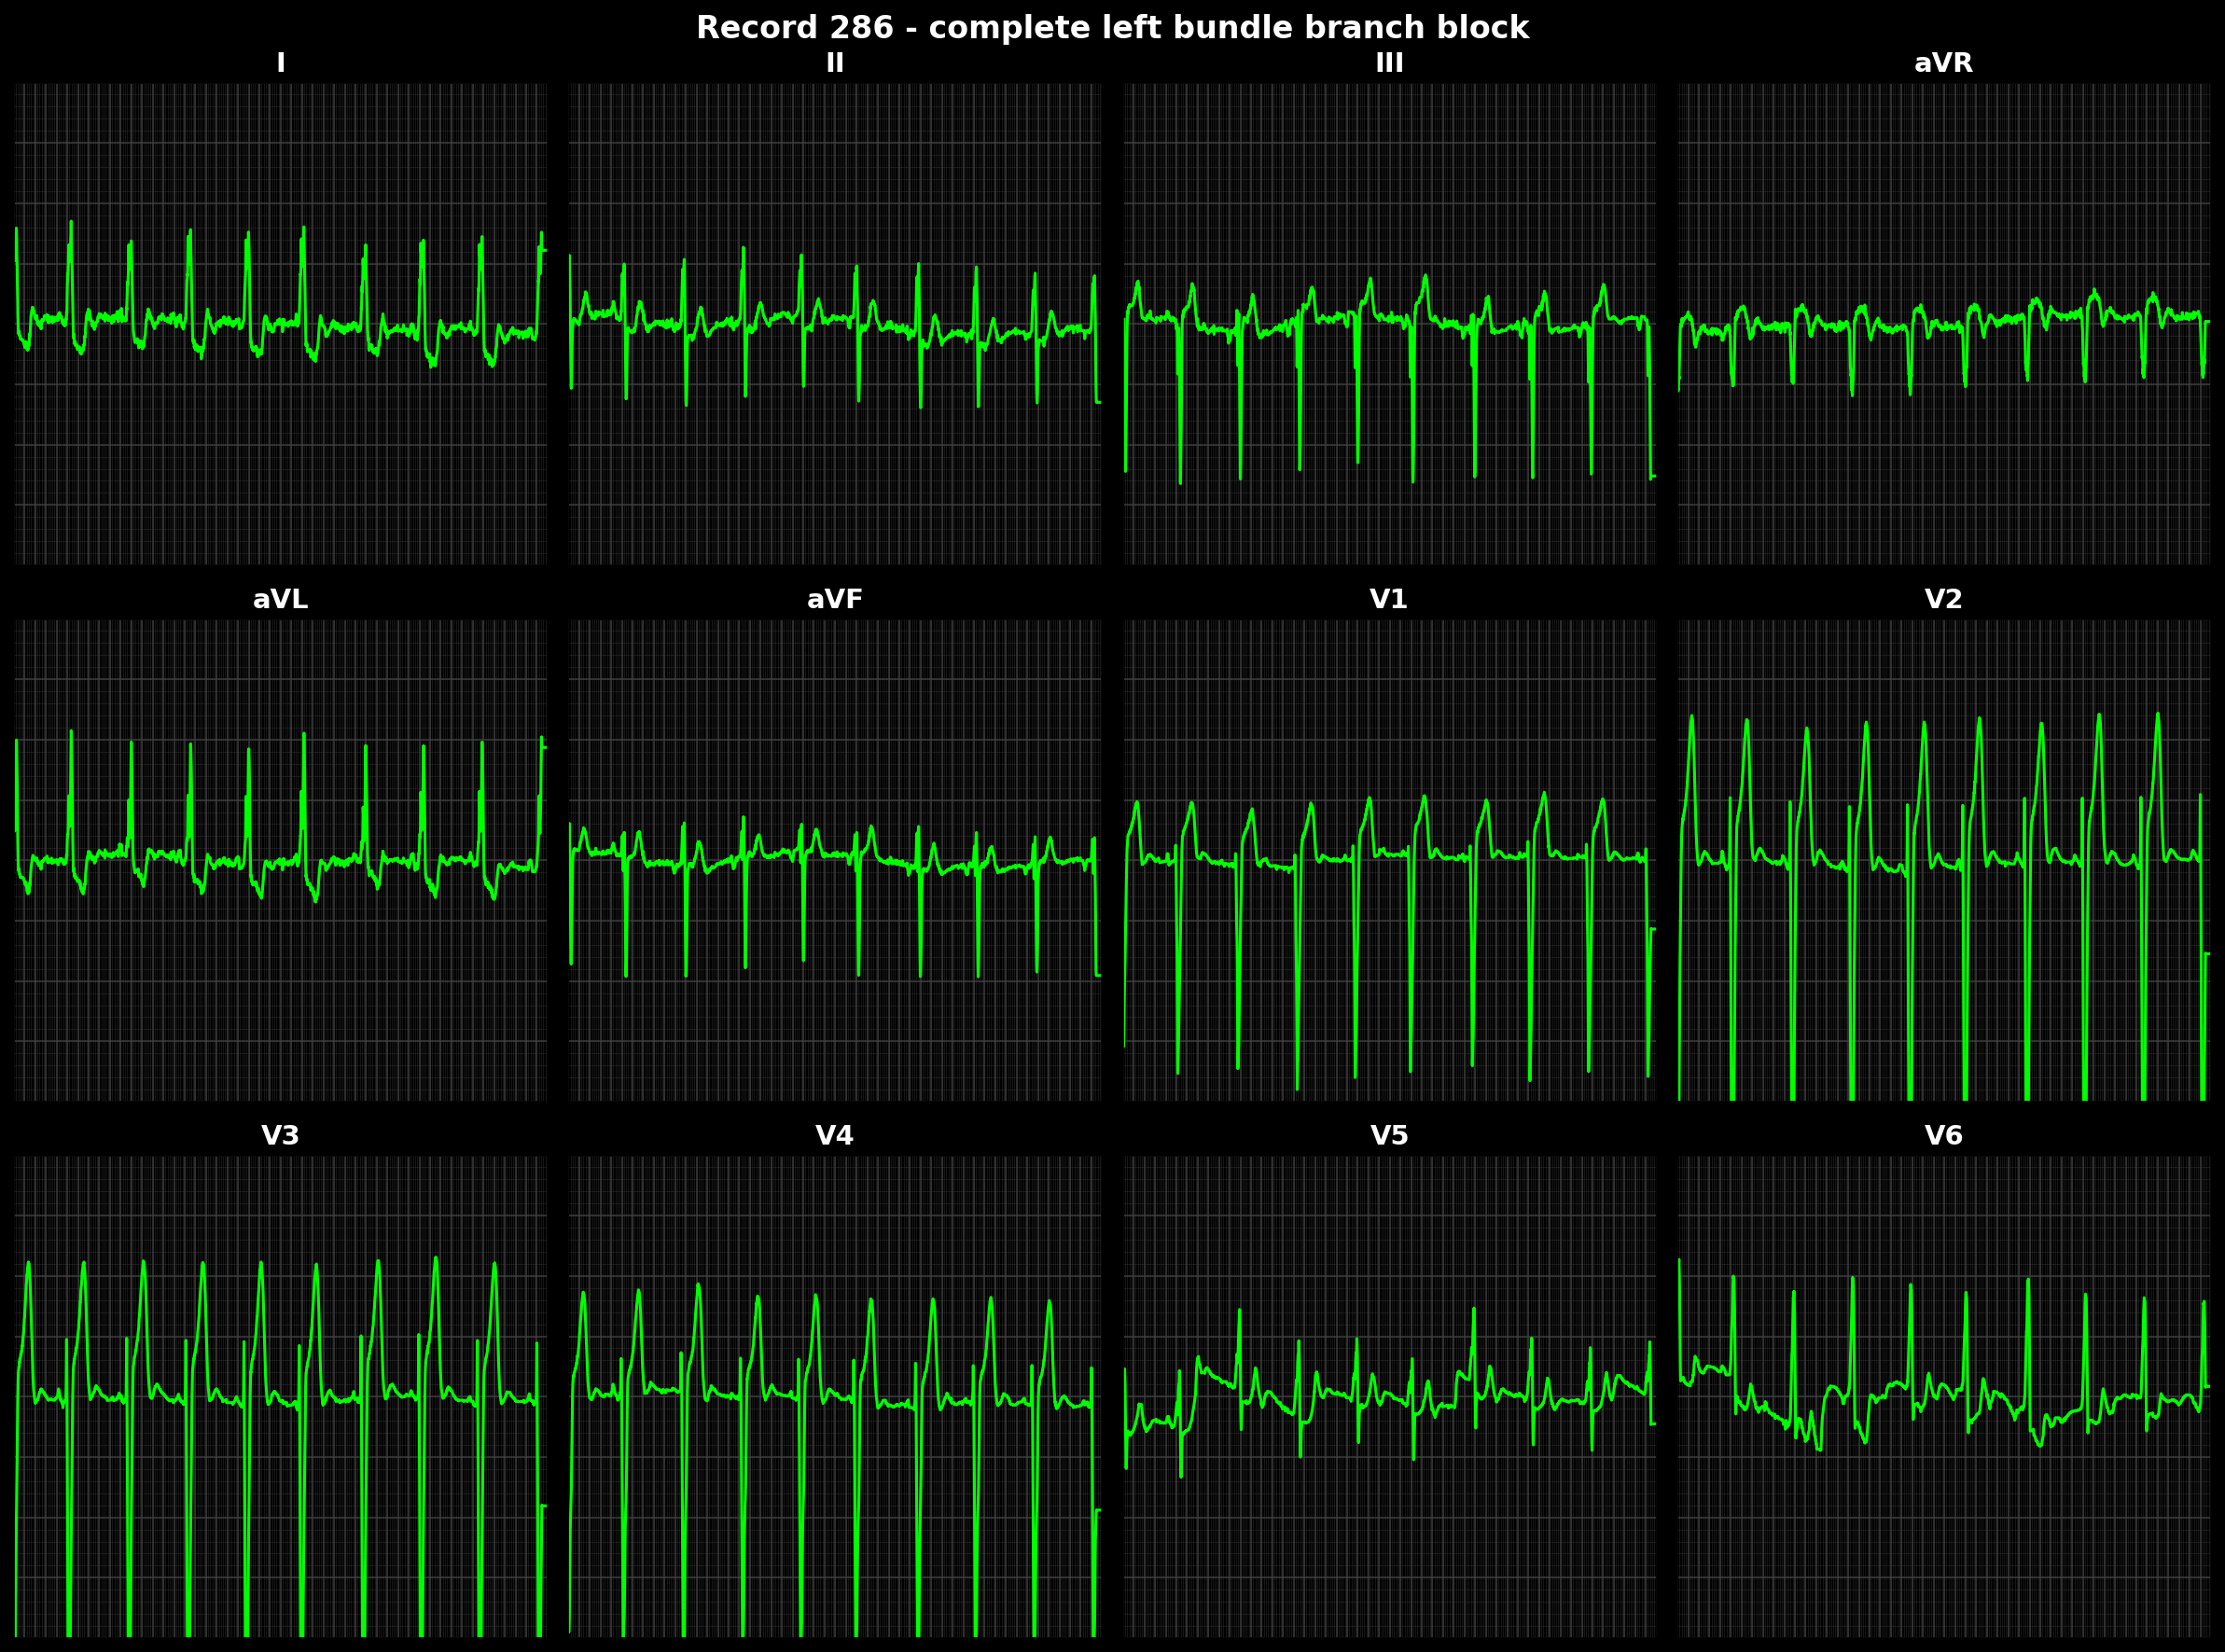 Record 286 - complete left bundle branch block
I
II
III
aVR
aVL
aVF
V1
V2
V3
V4
V5
V6